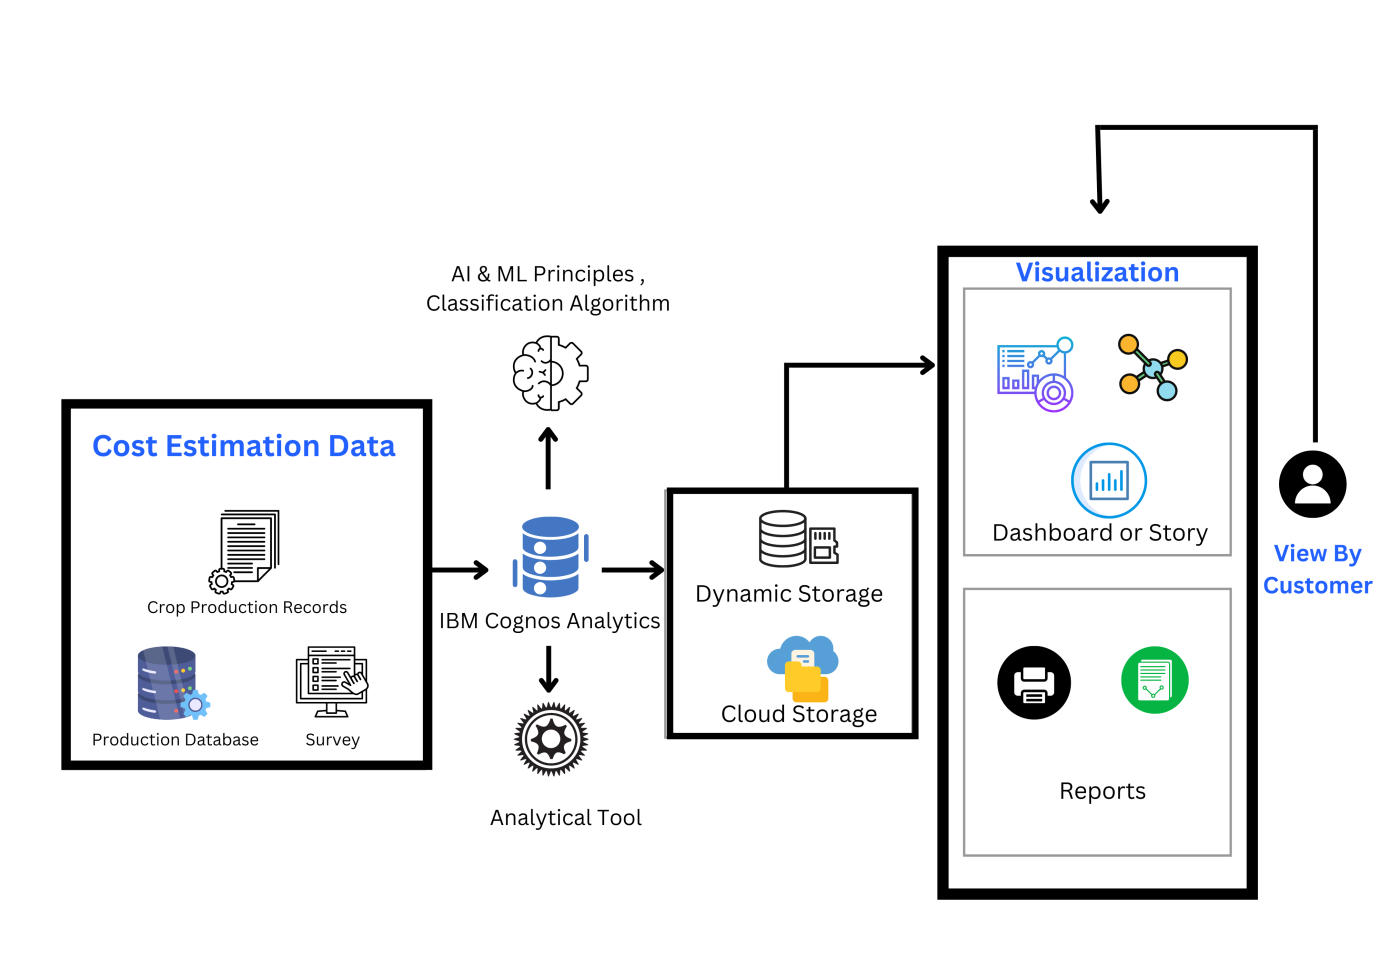 Cost Estimation Data
Crop Production Records
Production Database
Survey
AI & ML Principles ,
Classification Algorithm
IBM Cognos Analytics
Analytical Tool
Dynamic Storage
Cloud Storage
Visualization
Dashboard or Story
Reports
View By
Customer